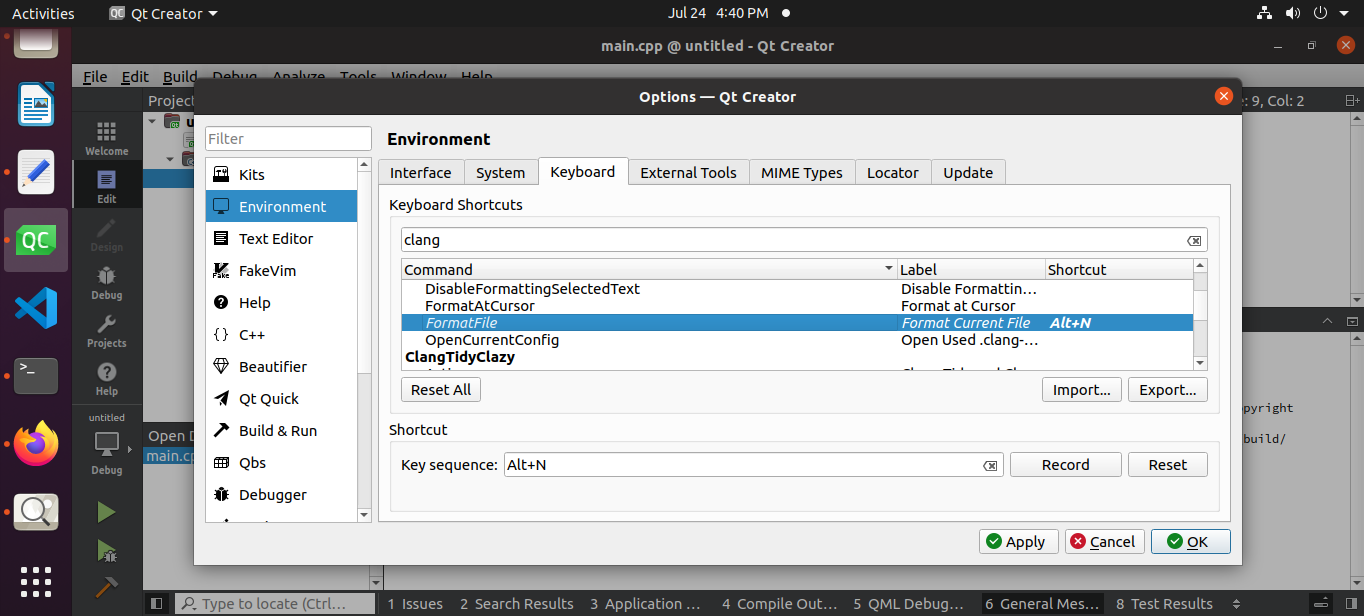 Activities QC Qt Creator Jul 24 4:40 PM
main.cpp @ untitled - Qt Creator
File Edit Build Debug Analyze Tools Window Help
Options — Qt Creator
Project
9, Col: 2
Filter
Environment
Welcome
Edit
Design
Debug
Projects
Help
untitled
Debug
Kits
Environment
Text Editor
FakeVim
Help
C++
Beautifier
Qt Quick
Build & Run
Qbs
Debugger
Interface System Keyboard External Tools MIME Types Locator Update
Keyboard Shortcuts
clang
Command Label Shortcut
DisableFormattingSelectedText Disable Formattin...
FormatAtCursor Format at Cursor
FormatFile Format Current File Alt+N
OpenCurrentConfig Open Used .clang-...
ClangTidyClazy
Reset All Import... Export...
Shortcut
Key sequence: Alt+N Record Reset
Apply Cancel OK
Open D
main.cp
pyright
build/
Type to locate (Ctrl... 1 Issues 2 Search Results 3 Application ... 4 Compile Out... 5 QML Debug... 6 General Mes... 8 Test Results